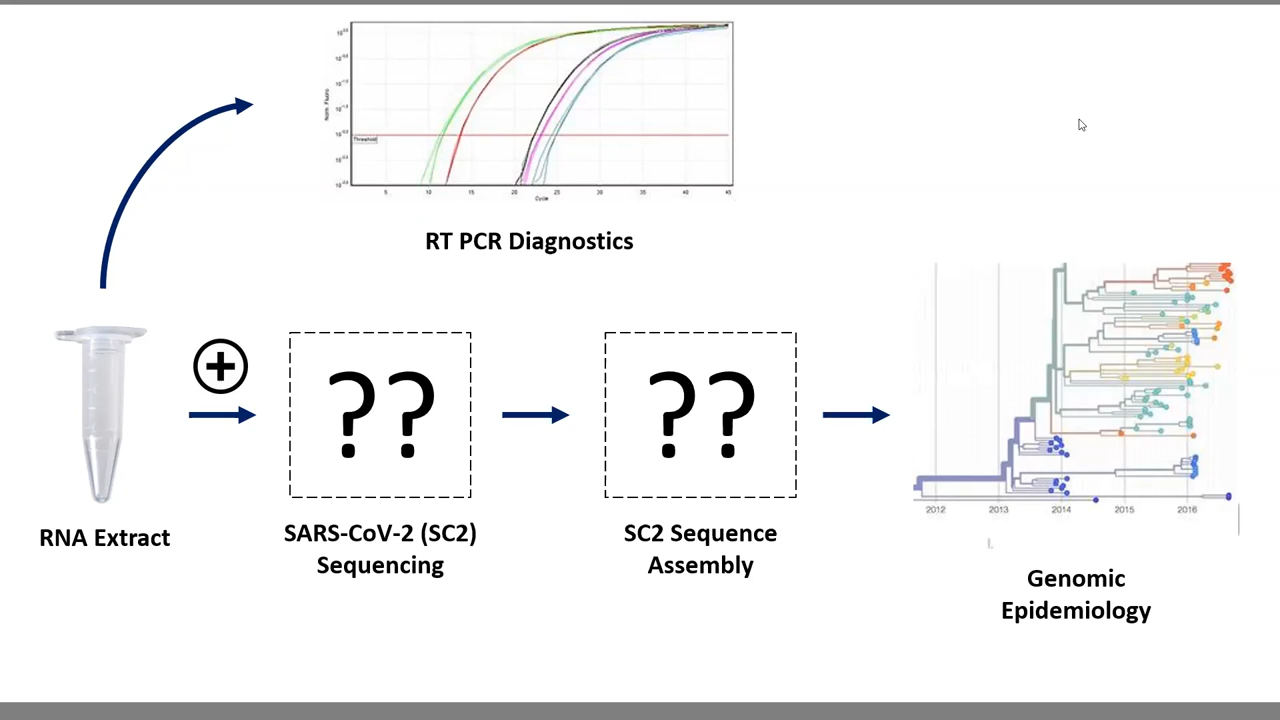 Threshold
5 10 15 20 25 30 35 40 45
Cycle
RT PCR Diagnostics
??
??
2012 2013 2014 2015 2016
RNA Extract
SARS-CoV-2 (SC2)
Sequencing
SC2 Sequence
Assembly
Genomic
Epidemiology